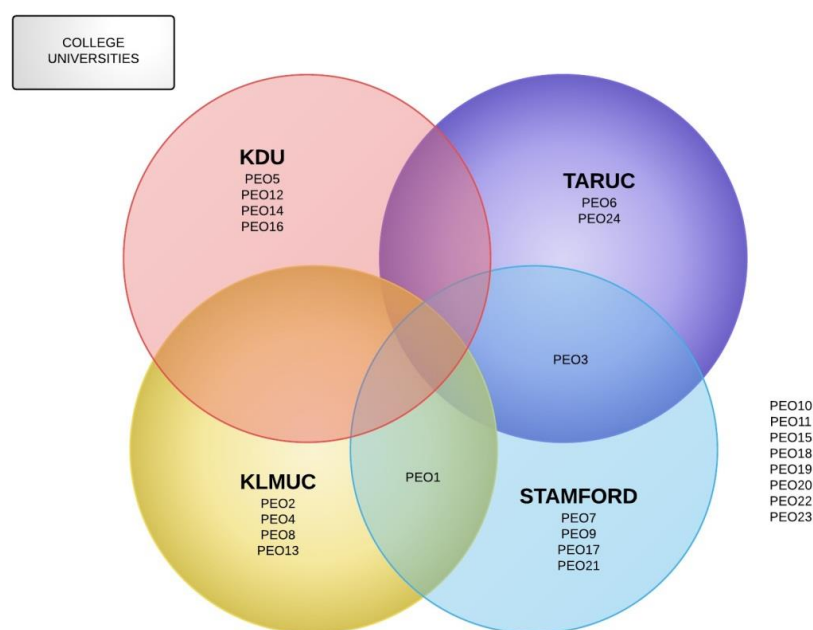 COLLEGE
UNIVERSITIES
KDU
PEO5
PEO12
PEO14
PEO16
TARUC
PEO6
PEO24
PEO3
KLMUC
PEO2
PEO4
PEO8
PEO13
PEO1
STAMFORD
PEO7
PEO9
PEO17
PEO21
PEO10
PEO11
PEO15
PEO18
PEO19
PEO20
PEO22
PEO23